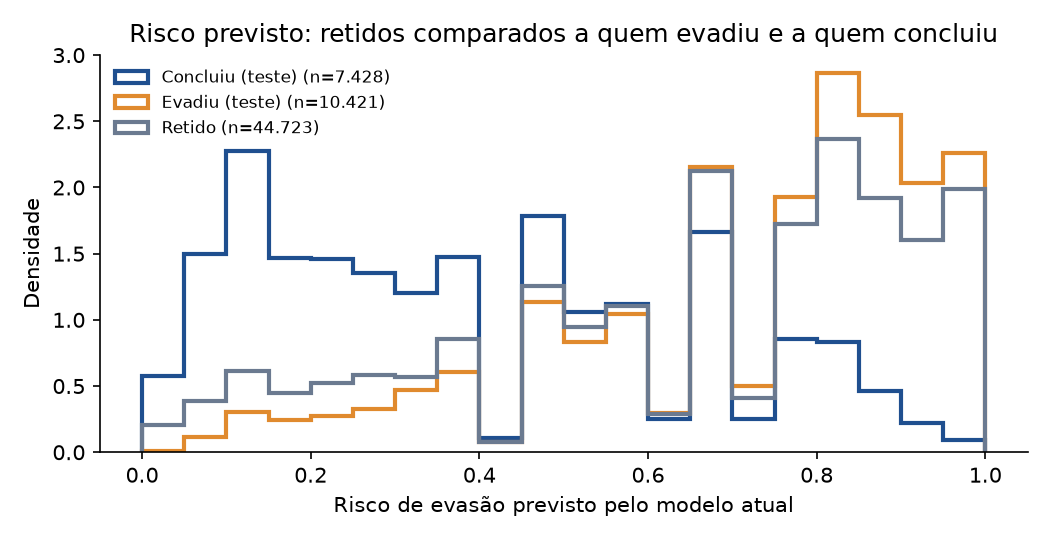 Risco previsto: retidos comparados a quem evadiu e a quem concluiu
Concluiu (teste) (n=7.428)
Evadiu (teste) (n=10.421)
Retido (n=44.723)
Densidade
3.0
2.5
2.0
1.5
1.0
0.5
0.0
0.0 0.2 0.4 0.6 0.8 1.0
Risco de evasão previsto pelo modelo atual